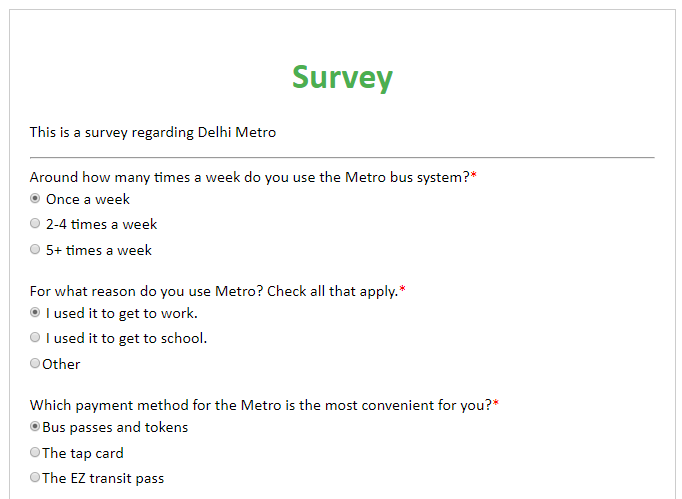 Survey
This is a survey regarding Delhi Metro
Around how many times a week do you use the Metro bus system?*
Once a week
2-4 times a week
5+ times a week
For what reason do you use Metro? Check all that apply.*
I used it to get to work.
I used it to get to school.
Other
Which payment method for the Metro is the most convenient for you?*
Bus passes and tokens
The tap card
The EZ transit pass